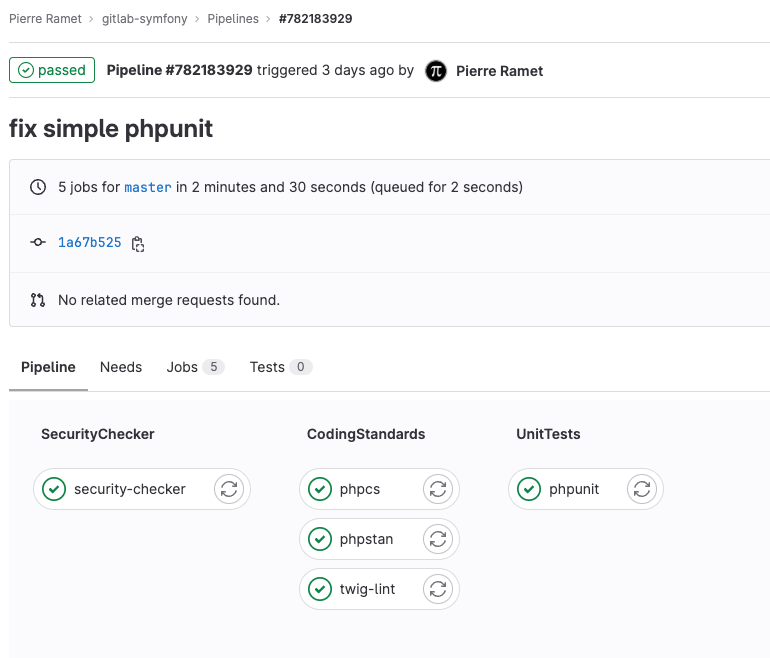 Pierre Ramet > gitlab-symfony > Pipelines > #782183929
passed Pipeline #782183929 triggered 3 days ago by π Pierre Ramet
fix simple phpunit
5 jobs for master in 2 minutes and 30 seconds (queued for 2 seconds)
1a67b525
No related merge requests found.
Pipeline Needs Jobs 5 Tests 0
SecurityChecker CodingStandards UnitTests
security-checker phpcs phpunit
phpstan
twig-lint